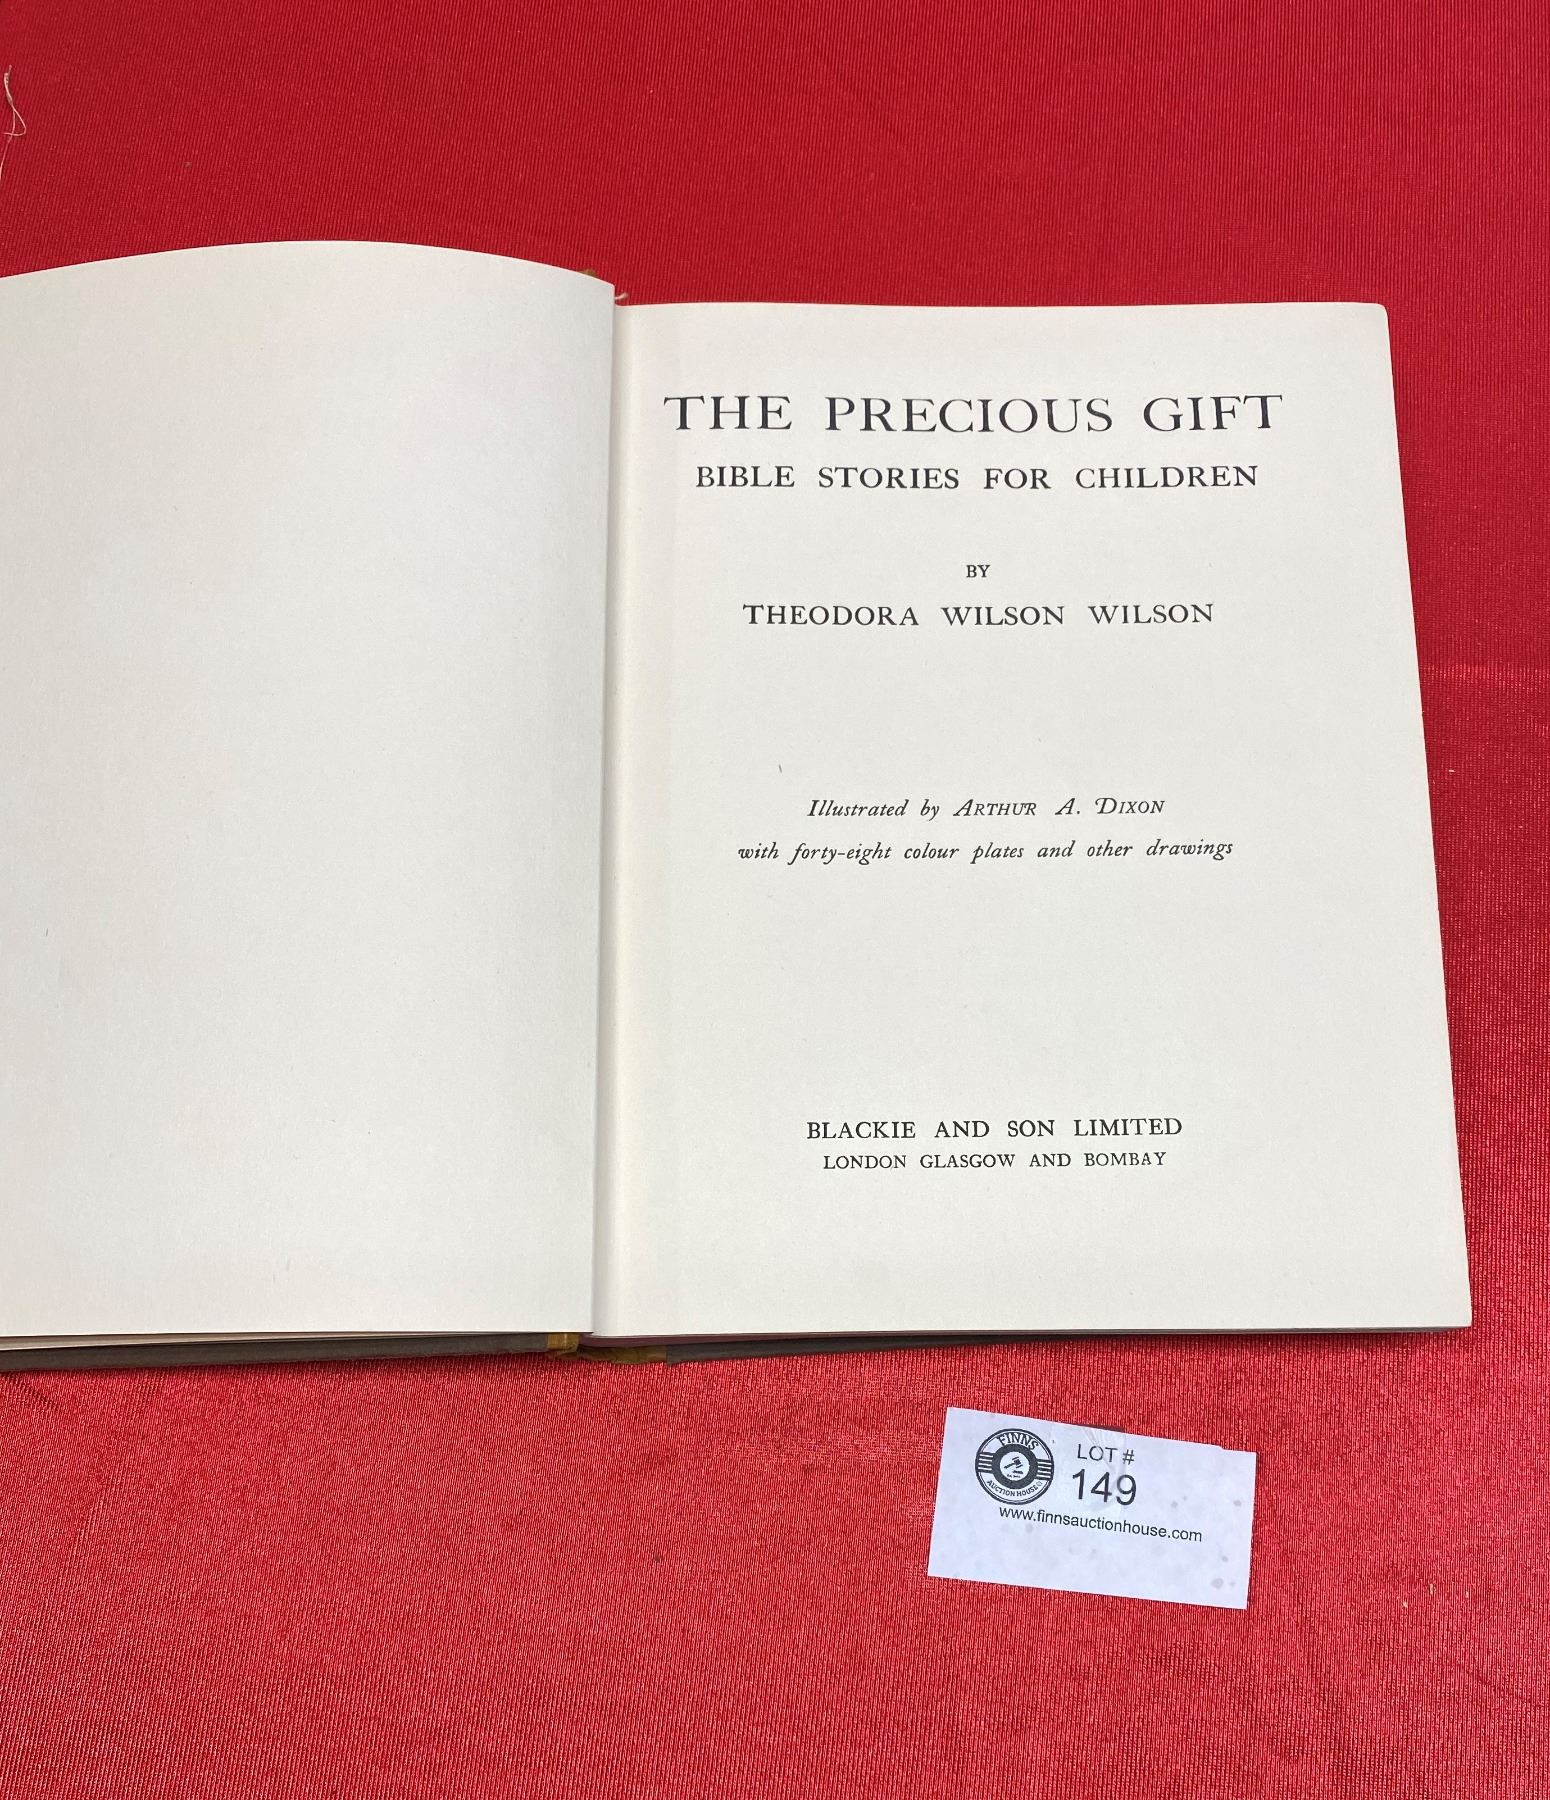 THE PRECIOUS GIFT
BIBLE STORIES FOR CHILDREN
BY
THEODORA WILSON WILSON
Illustrated by ARTHUR A. DIXON
with forty-eight colour plates and other drawings
BLACKIE AND SON LIMITED
LONDON GLASGOW AND BOMBAY
FINNS
AUCTION HOUSE
LOT #
149
www.finnsauctionhouse.com